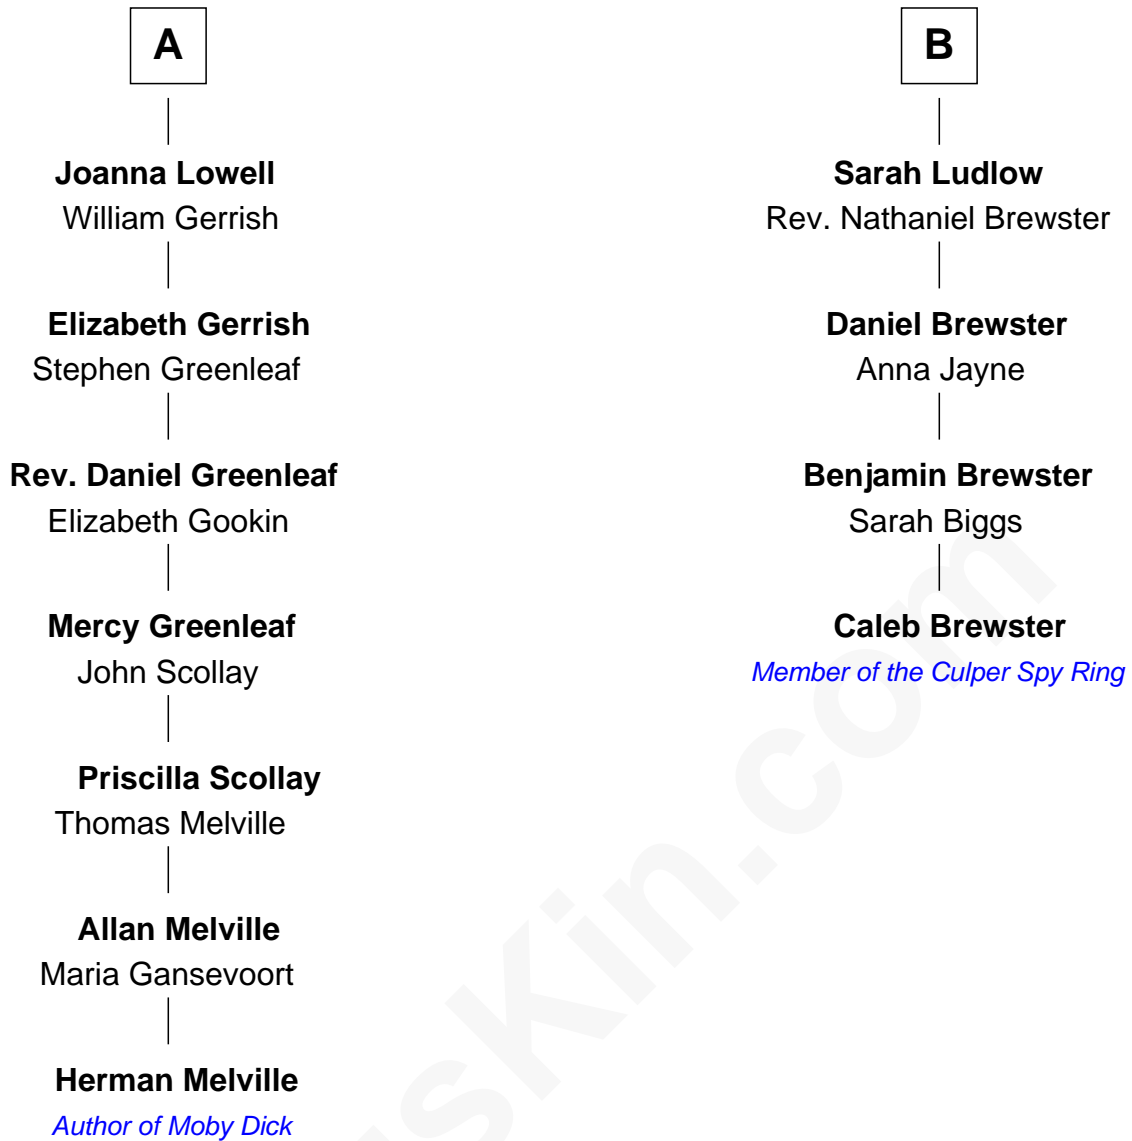 A
Joanna Lowell
William Gerrish
Elizabeth Gerrish
Stephen Greenleaf
Rev. Daniel Greenleaf
Elizabeth Gookin
Mercy Greenleaf
John Scollay
Priscilla Scollay
Thomas Melville
Allan Melville
Maria Gansevoort
Herman Melville
Author of Moby Dick
B
Sarah Ludlow
Rev. Nathaniel Brewster
Daniel Brewster
Anna Jayne
Benjamin Brewster
Sarah Biggs
Caleb Brewster
Member of the Culper Spy Ring